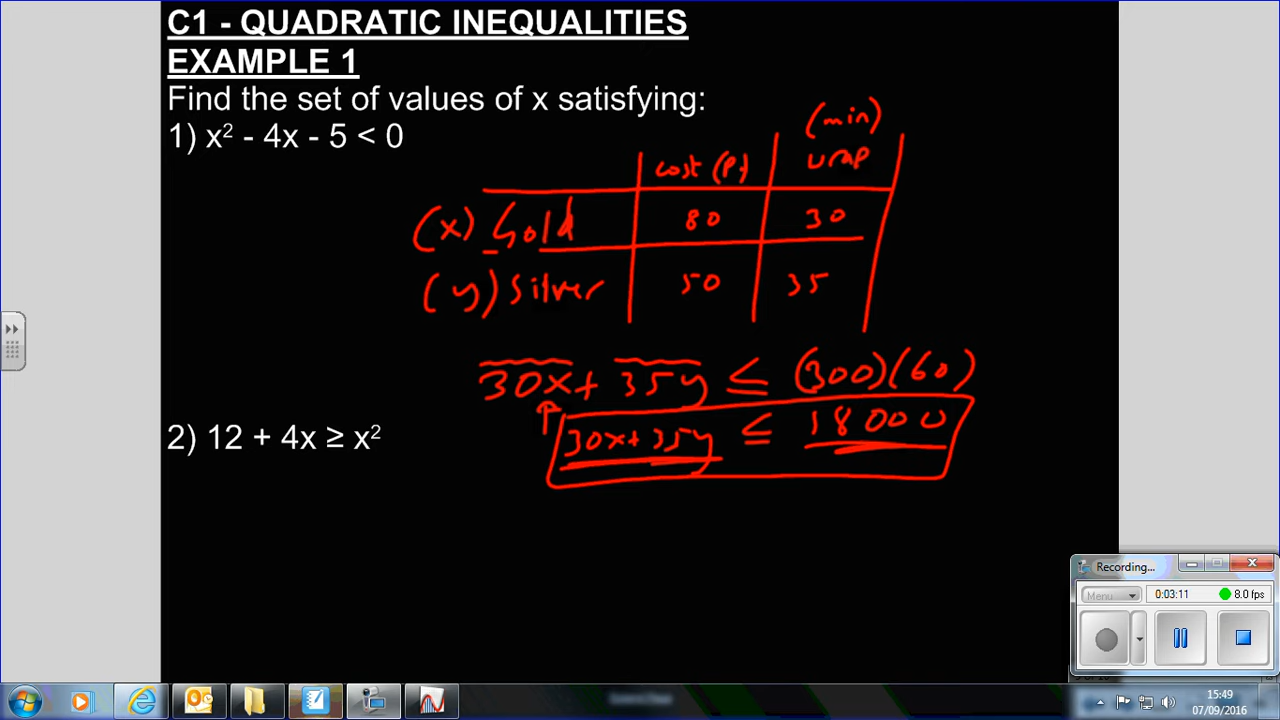 C1 - QUADRATIC INEQUALITIES
EXAMPLE 1
Find the set of values of x satisfying:
1) x² - 4x - 5 < 0
(min)
cost (P) wrap
(x) Gold 80 30
(y) Silver 50 35
30x + 35y ≤ (300)(60)
30x + 35y ≤ 18000
2) 12 + 4x ≥ x²
Recording...
Menu 0:03:11 8.0 fps
15:49
07/09/2016